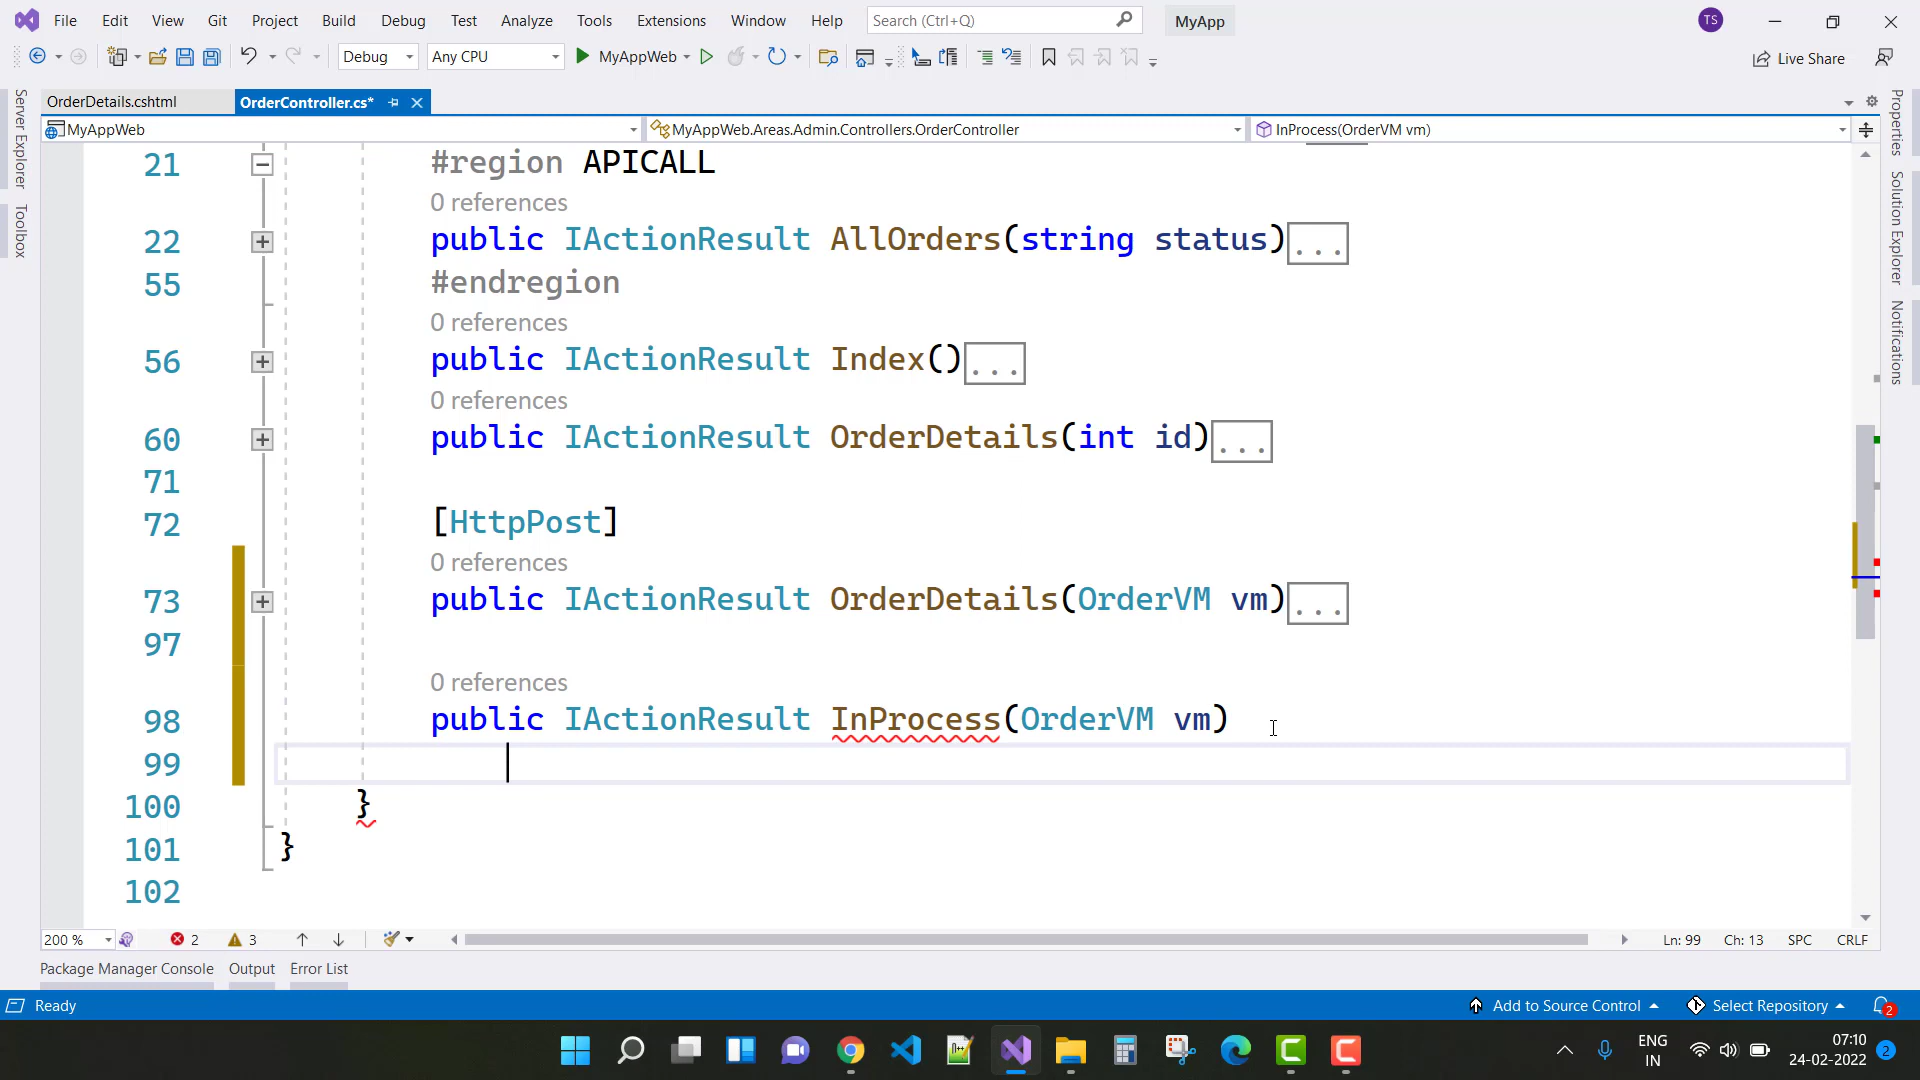 File Edit View Git Project Build Debug Test Analyze Tools Extensions Window Help Search (Ctrl+Q) MyApp TS
Debug Any CPU MyAppWeb Live Share
OrderDetails.cshtml OrderController.cs*
MyAppWeb MyAppWeb.Areas.Admin.Controllers.OrderController InProcess(OrderVM vm)
Server Explorer
Toolbox
Properties
Solution Explorer
Notifications
21 #region APICALL
0 references
22 public IActionResult AllOrders(string status)...
55 #endregion
0 references
56 public IActionResult Index()...
0 references
60 public IActionResult OrderDetails(int id)...
71
72 [HttpPost]
0 references
73 public IActionResult OrderDetails(OrderVM vm)...
97
0 references
98 public IActionResult InProcess(OrderVM vm)
99
100 }
101 }
102
200 % 2 3 Ln: 99 Ch: 13 SPC CRLF
Package Manager Console Output Error List
Ready Add to Source Control Select Repository 2
ENG
IN
07:10
24-02-2022 2